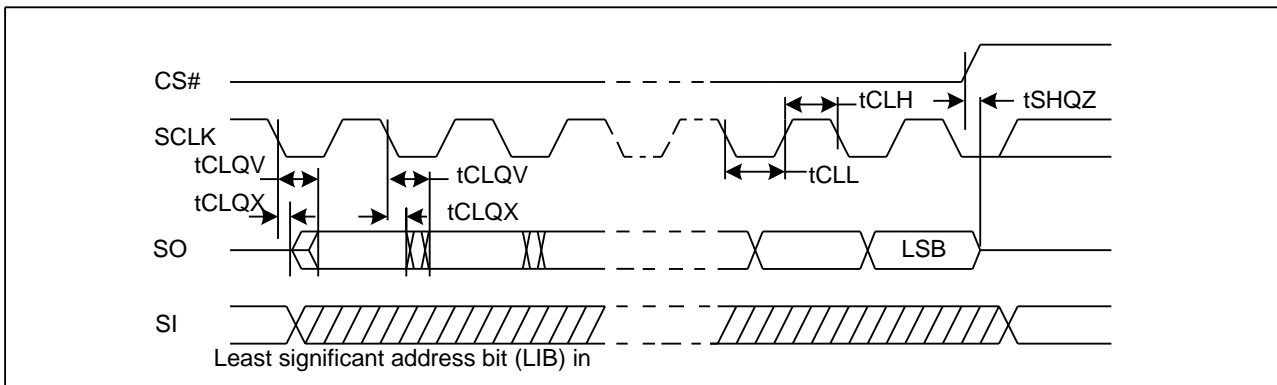 CS#
tCLH
tSHQZ
SCLK
tCLQV
tCLQV
tCLL
tCLQX
tCLQX
SO
LSB
SI
Least significant address bit (LIB) in